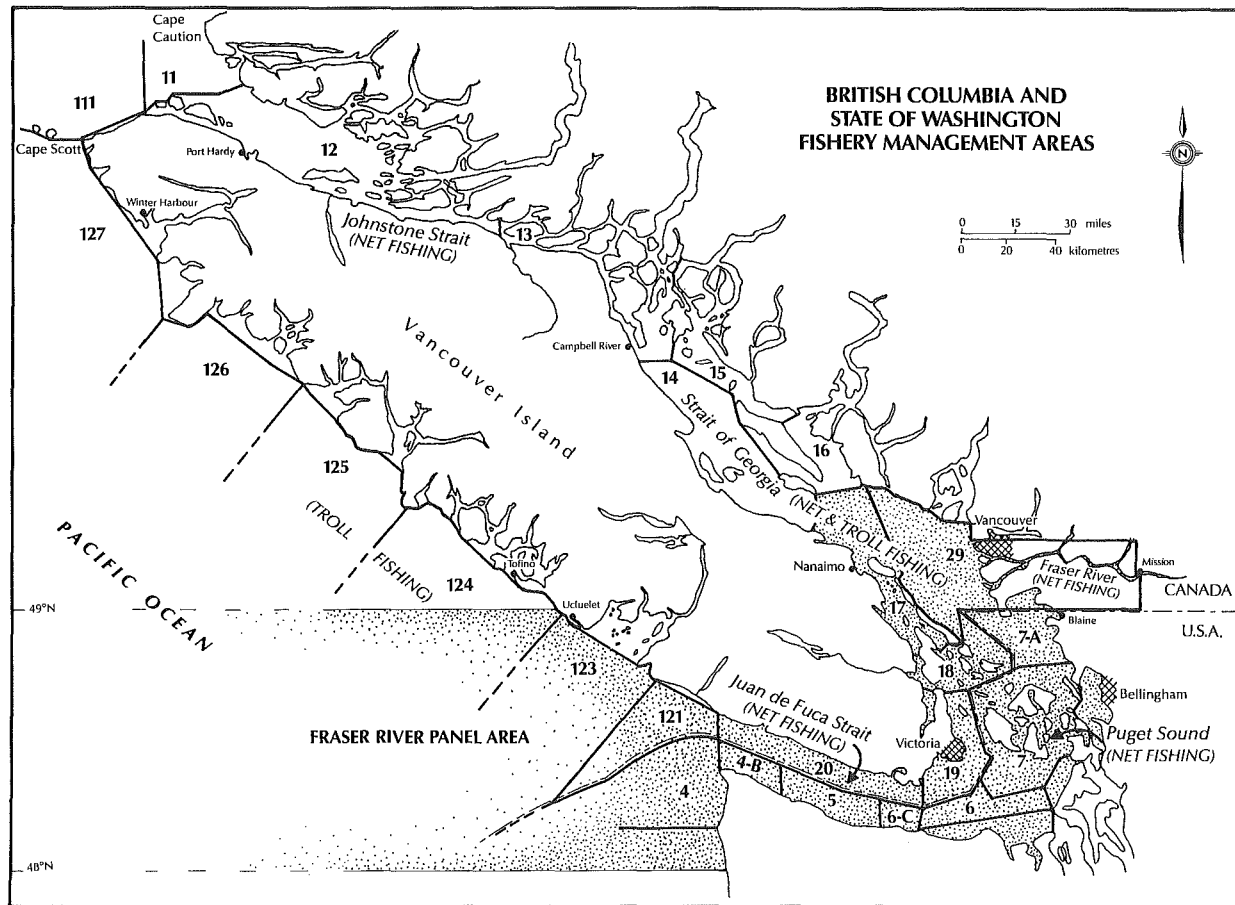 Cape
Caution
11
111
Cape Scott
Port Hardy
12
BRITISH COLUMBIA AND
STATE OF WASHINGTON
FISHERY MANAGEMENT AREAS
N
0 15 30 miles
0 20 40 kilometres
Winter Harbour
127
Johnstone Strait
(NET FISHING)
13
Vancouver Island
Campbell River
14
15
126
Strait of Georgia
(NET & TROLL FISHING)
16
125
(TROLL FISHING)
PACIFIC OCEAN
124
Tofino
Ucluelet
29
Vancouver
Fraser River
(NET FISHING)
Mission
CANADA
U.S.A.
Nanaimo
17
Blaine
7-A
49°N
123
18
Bellingham
Juan de Fuca Strait
(NET FISHING)
121
FRASER RIVER PANEL AREA
Victoria
Puget Sound
(NET FISHING)
7
20
19
4-B
4
5
6-C
6
48°N